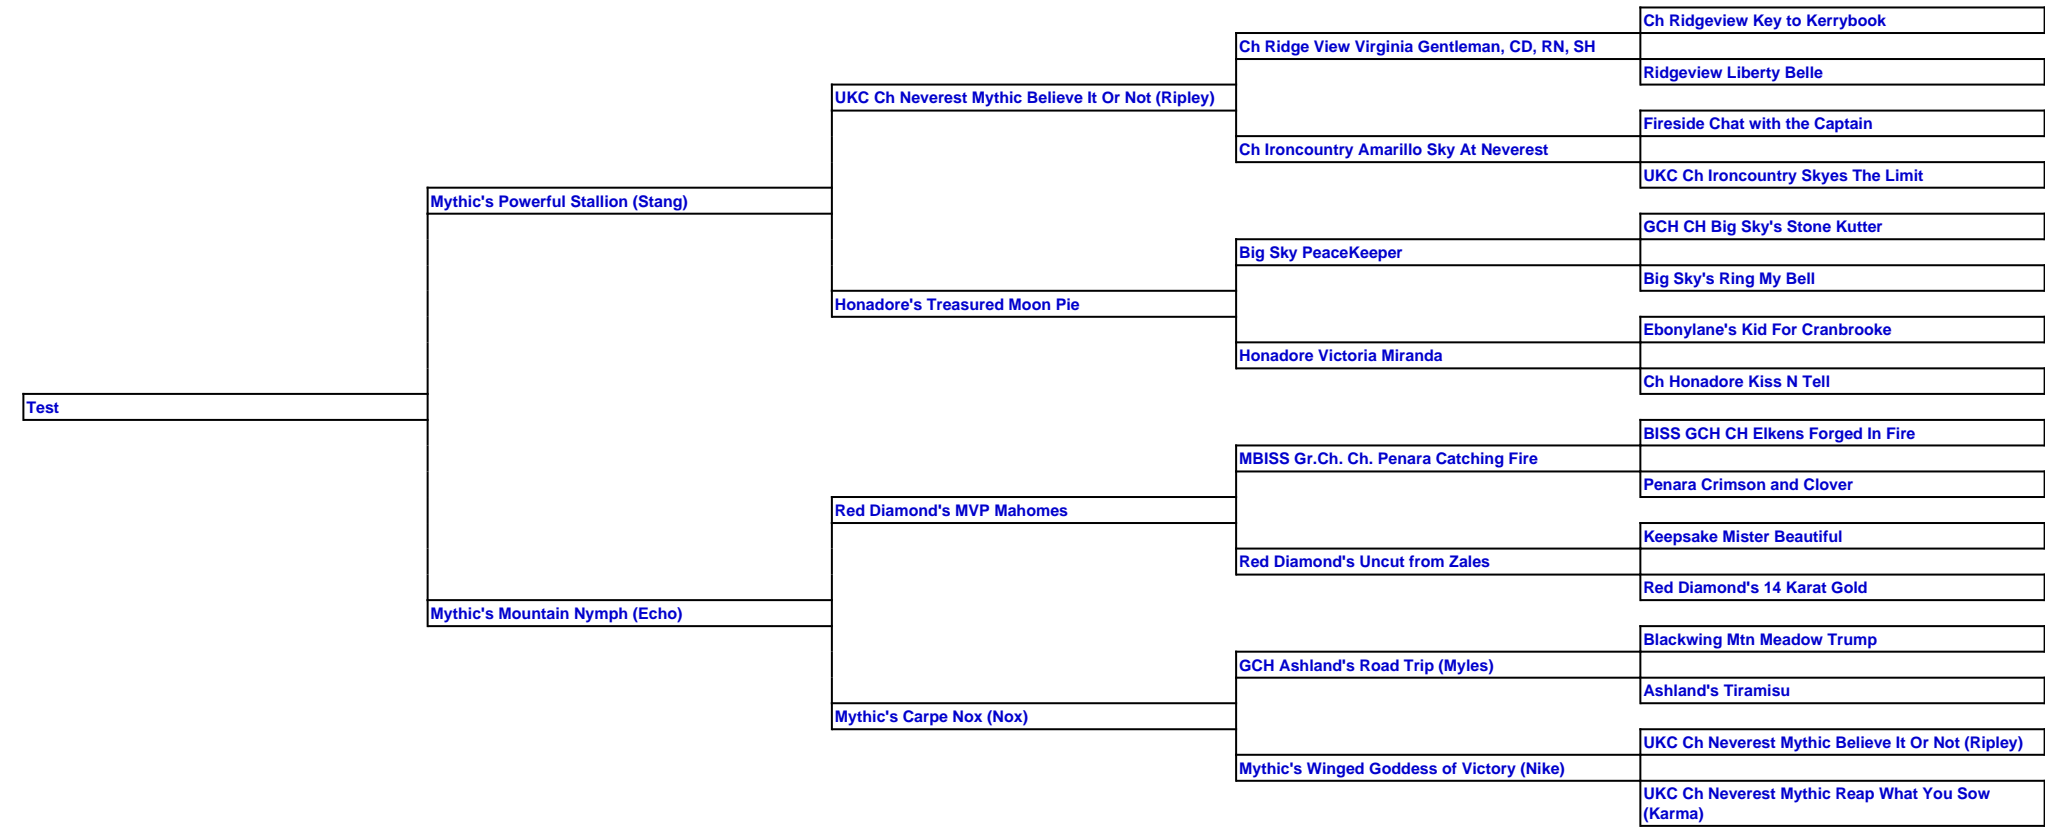 Ch Ridgeview Key to Kerrybook
Ch Ridge View Virginia Gentleman, CD, RN, SH
Ridgeview Liberty Belle
UKC Ch Neverest Mythic Believe It Or Not (Ripley)
Fireside Chat with the Captain
Ch Ironcountry Amarillo Sky At Neverest
UKC Ch Ironcountry Skyes The Limit
Mythic's Powerful Stallion (Stang)
GCH CH Big Sky's Stone Kutter
Big Sky PeaceKeeper
Big Sky's Ring My Bell
Honadore's Treasured Moon Pie
Ebonylane's Kid For Cranbrooke
Honadore Victoria Miranda
Ch Honadore Kiss N Tell
Test
BISS GCH CH Elkens Forged In Fire
MBISS Gr.Ch. Ch. Penara Catching Fire
Penara Crimson and Clover
Red Diamond's MVP Mahomes
Keepsake Mister Beautiful
Red Diamond's Uncut from Zales
Red Diamond's 14 Karat Gold
Mythic's Mountain Nymph (Echo)
Blackwing Mtn Meadow Trump
GCH Ashland's Road Trip (Myles)
Ashland's Tiramisu
Mythic's Carpe Nox (Nox)
UKC Ch Neverest Mythic Believe It Or Not (Ripley)
Mythic's Winged Goddess of Victory (Nike)
UKC Ch Neverest Mythic Reap What You Sow
(Karma)